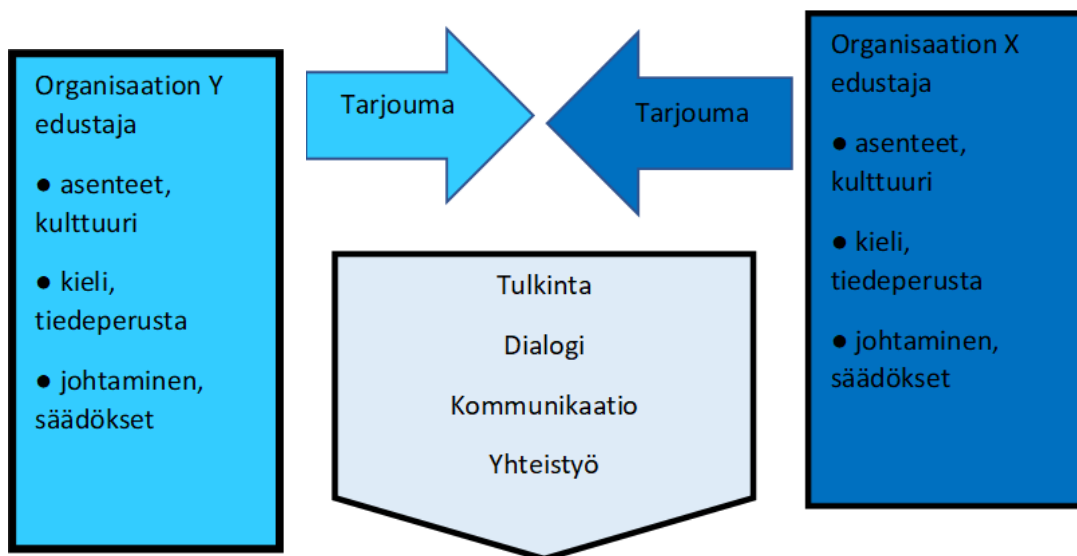 Organisaation Y
edustaja
● asenteet,
kulttuuri
● kieli,
tiedeperusta
● johtaminen,
säädökset
Tarjouma
Tarjouma
Tulkinta
Dialogi
Kommunikaatio
Yhteistyö
Organisaation X
edustaja
● asenteet,
kulttuuri
● kieli,
tiedeperusta
● johtaminen,
säädökset